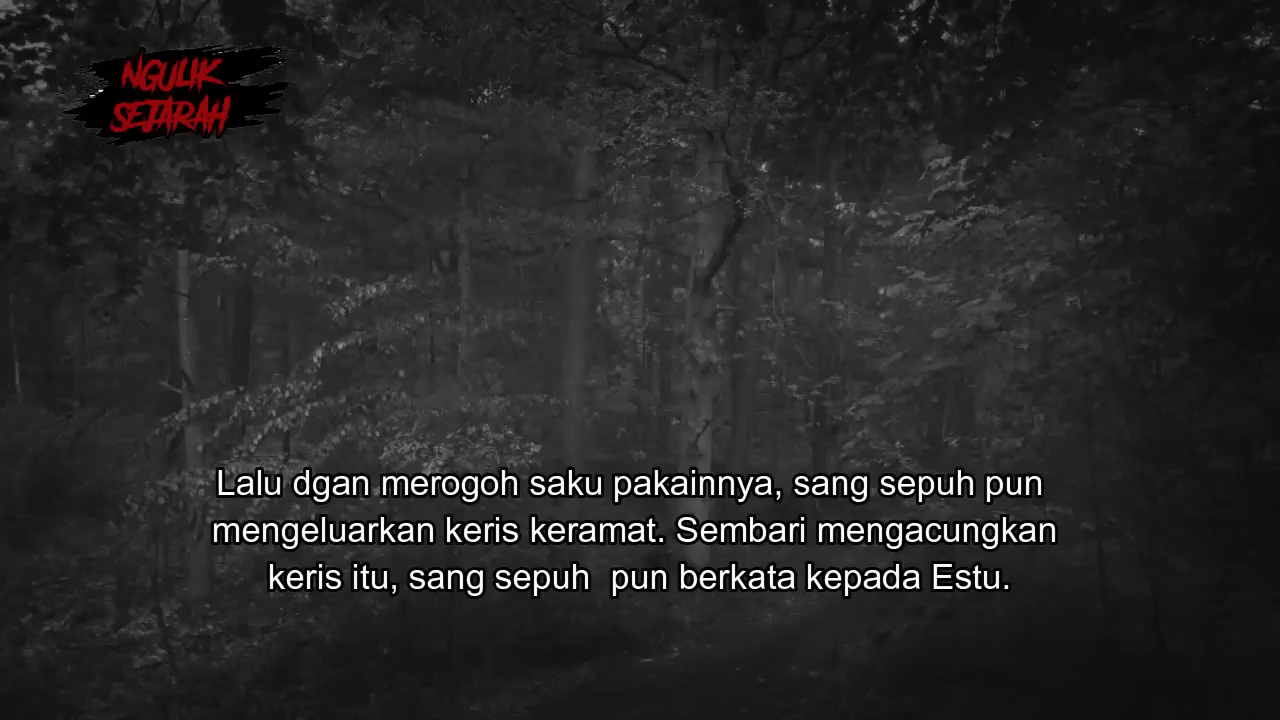 NGULIK
SEJARAH
Lalu dgan merogoh saku pakainnya, sang sepuh pun
mengeluarkan keris keramat. Sembari mengacungkan
keris itu, sang sepuh  pun berkata kepada Estu.